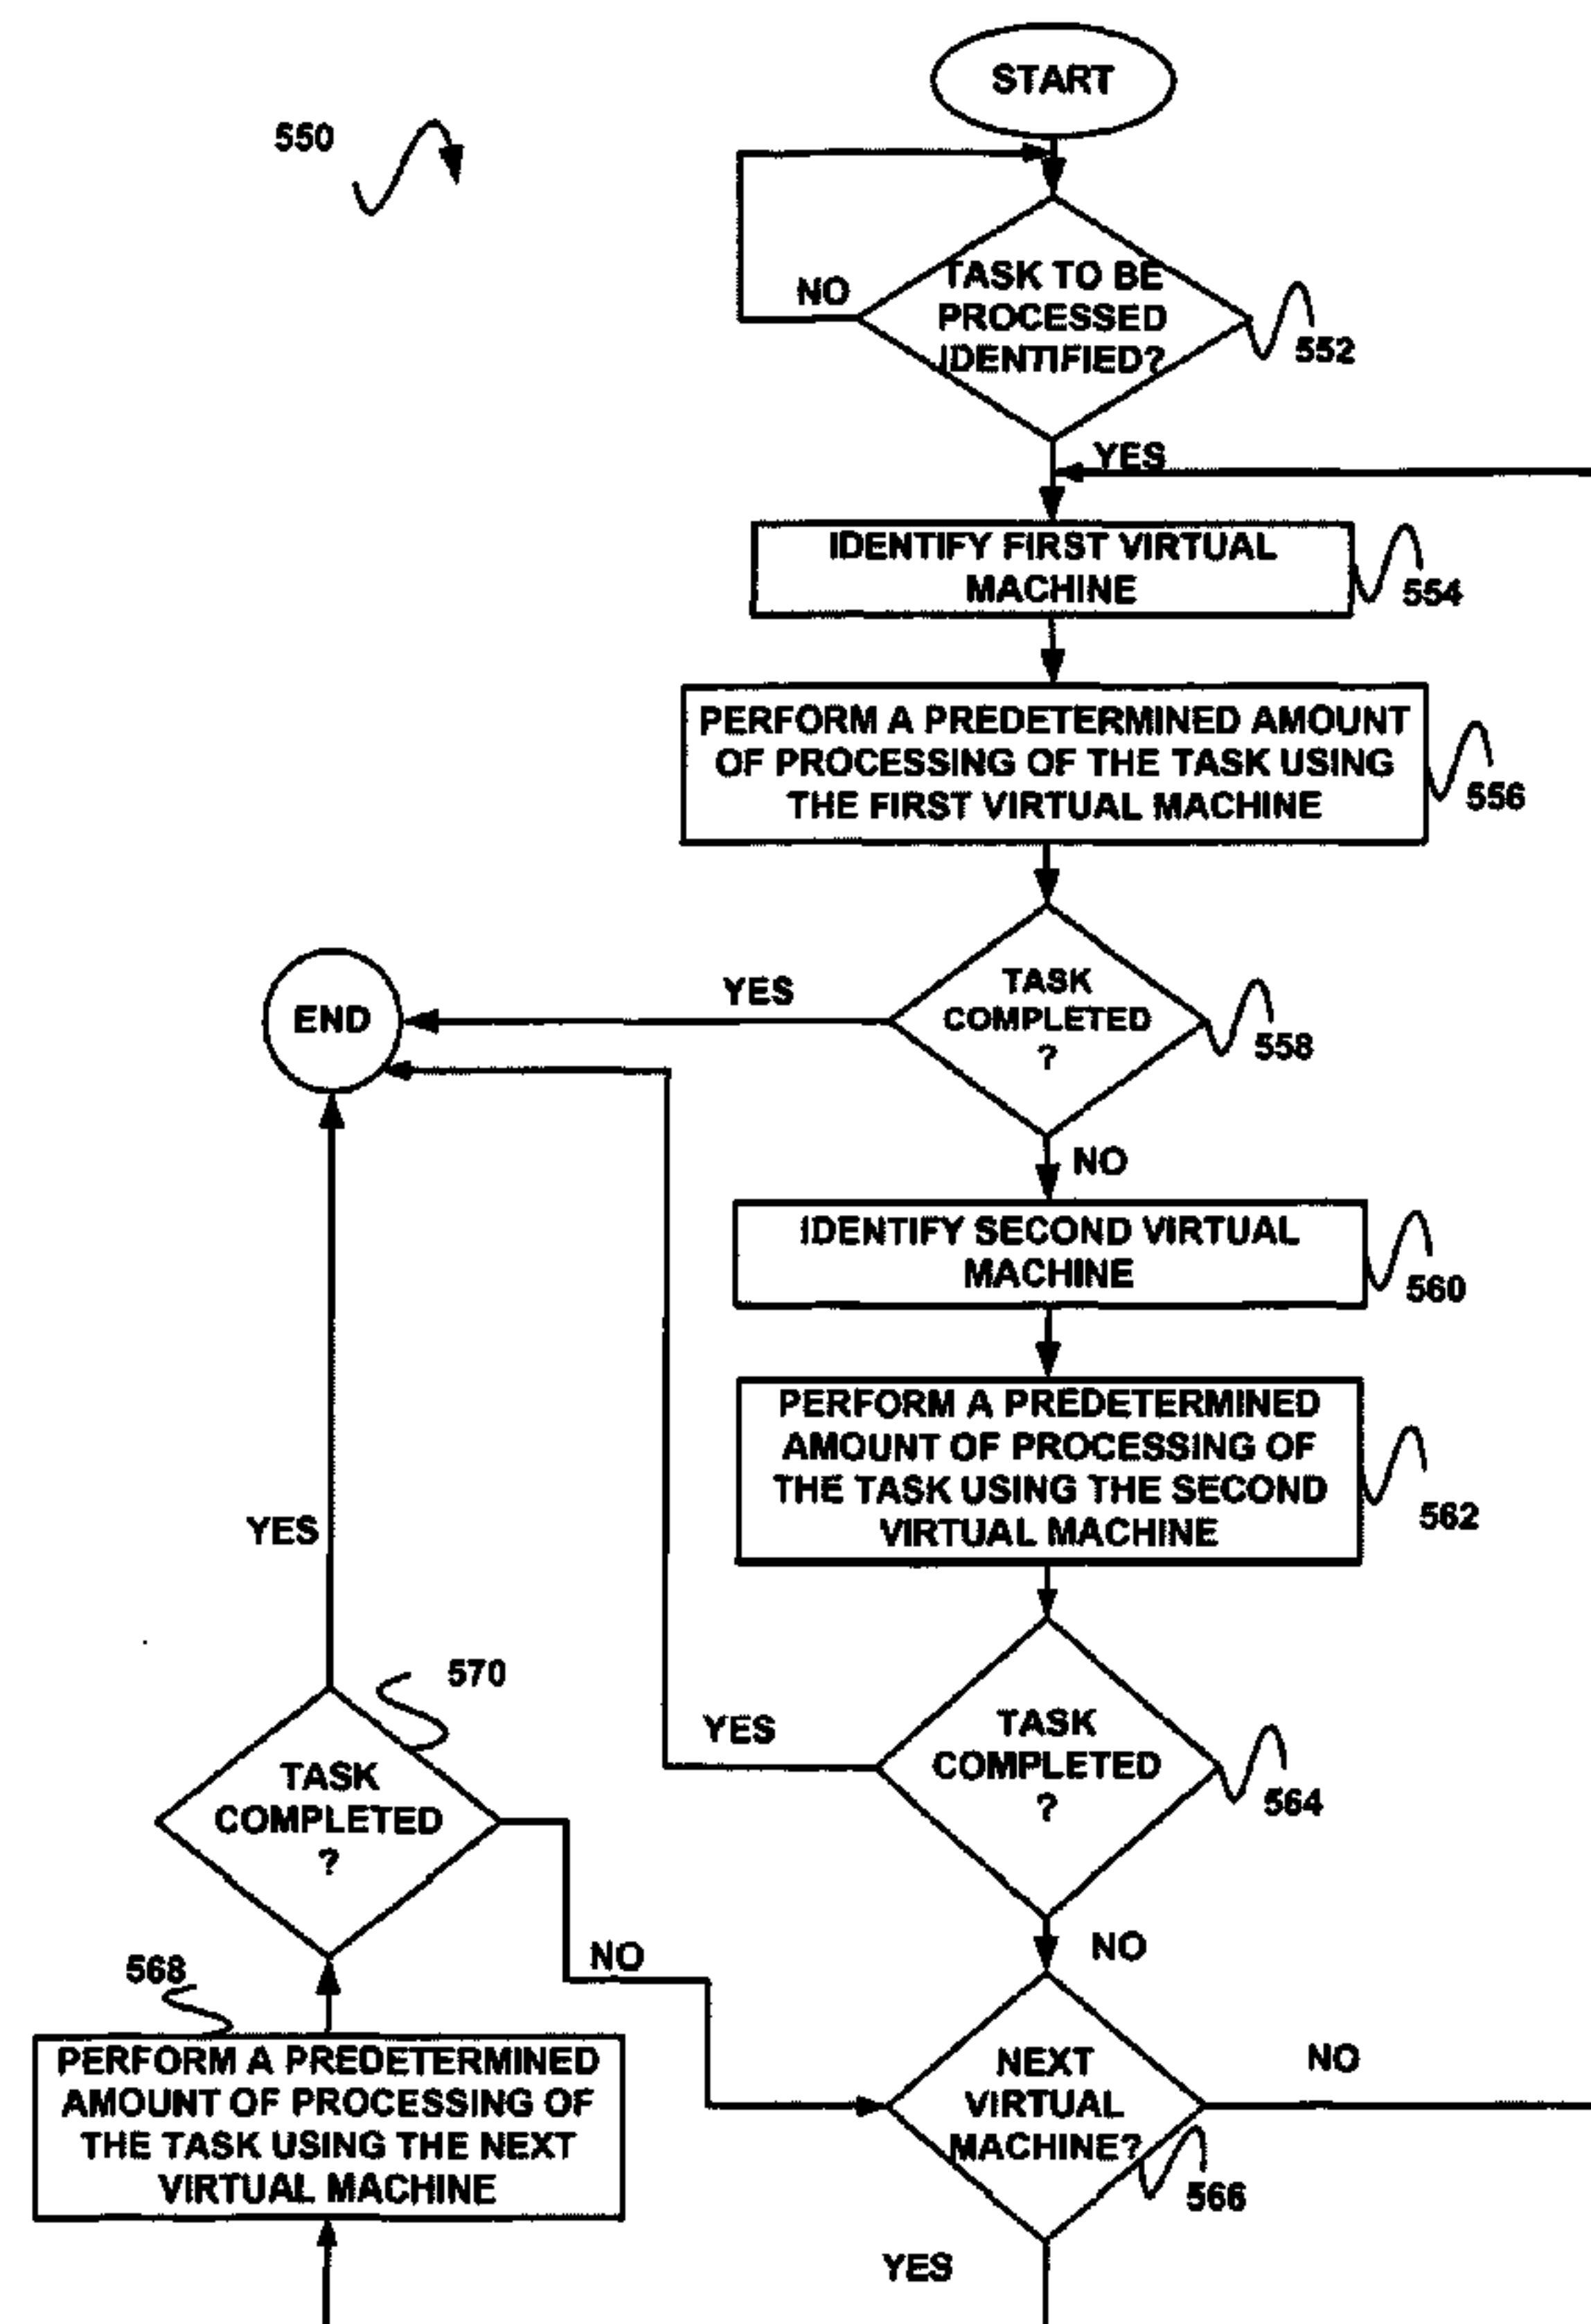 START
550
TASK TO BE
PROCESSED
IDENTIFIED?
NO
552
YES
IDENTIFY FIRST VIRTUAL
MACHINE
554
PERFORM A PREDETERMINED AMOUNT
OF PROCESSING OF THE TASK USING
THE FIRST VIRTUAL MACHINE
556
TASK
COMPLETED
?
YES
END
558
NO
IDENTIFY SECOND VIRTUAL
MACHINE
560
PERFORM A PREDETERMINED
AMOUNT OF PROCESSING OF
THE TASK USING THE SECOND
VIRTUAL MACHINE
562
YES
570
TASK
COMPLETED
?
YES
564
TASK
COMPLETED
?
NO
NO
568
PERFORM A PREDETERMINED
AMOUNT OF PROCESSING OF
THE TASK USING THE NEXT
VIRTUAL MACHINE
NEXT
VIRTUAL
MACHINE?
NO
566
YES